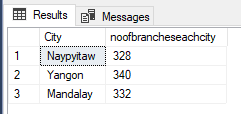 Results Messages
City noofbrancheseachcity
1 Naypyitaw 328
2 Yangon 340
3 Mandalay 332